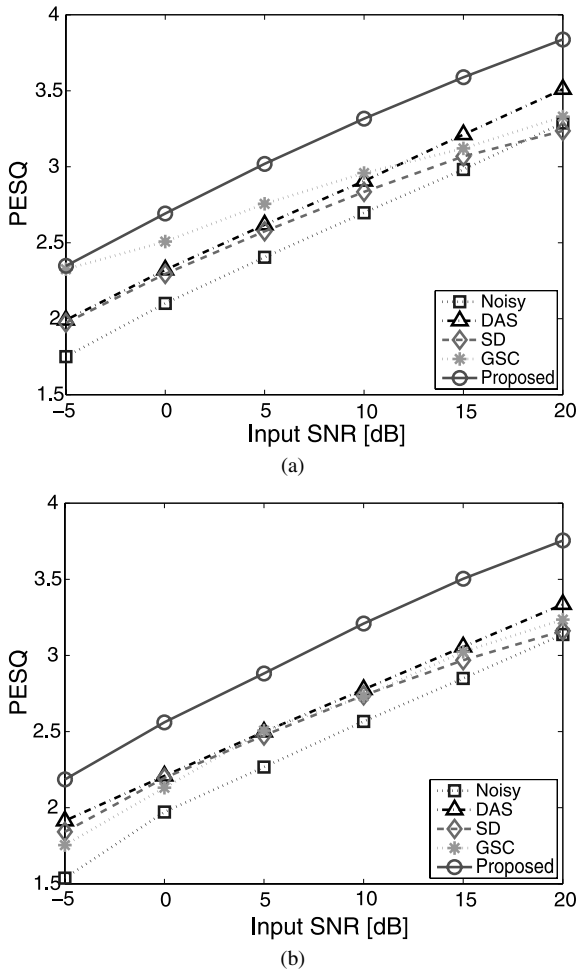 4
3.5
3
2.5
2
1.5
PESQ
−5
0
5
10
15
20
Input SNR [dB]
Noisy
DAS
SD
GSC
Proposed
(a)
4
3.5
3
2.5
2
1.5
PESQ
−5
0
5
10
15
20
Input SNR [dB]
Noisy
DAS
SD
GSC
Proposed
(b)